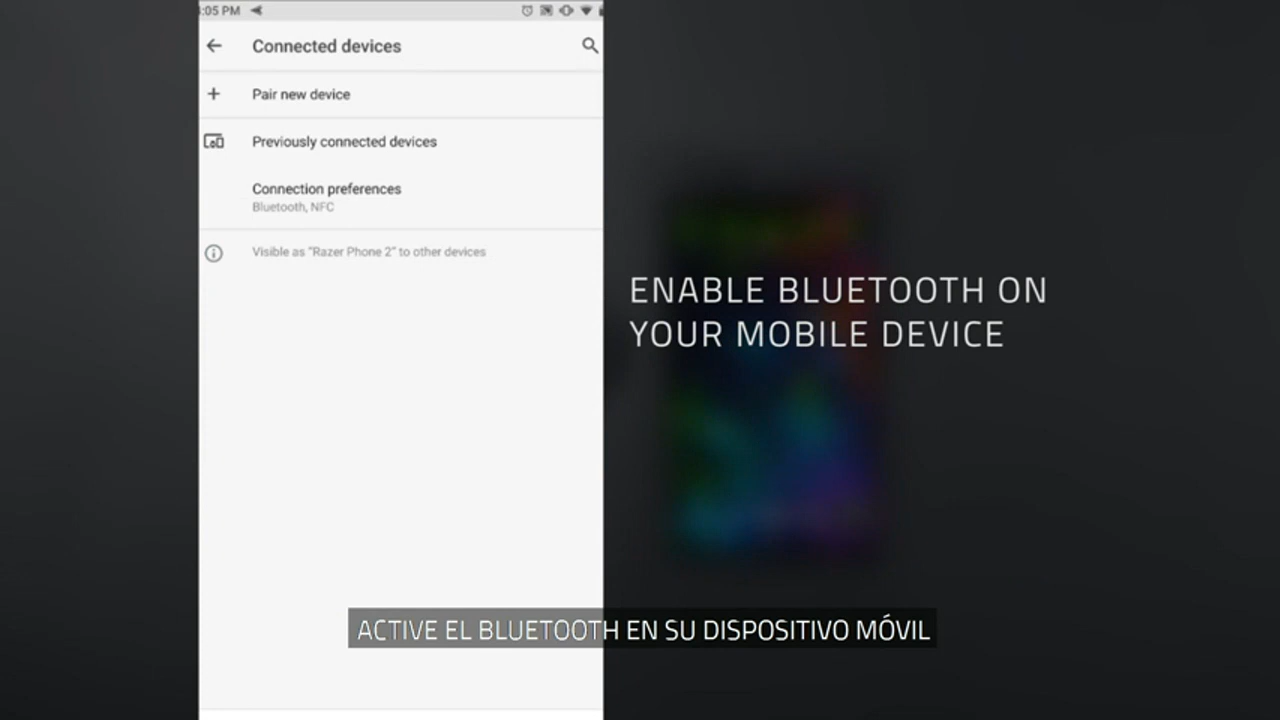 :05 PM
Connected devices
Pair new device
Previously connected devices
Connection preferences
Bluetooth, NFC
Visible as "Razer Phone 2" to other devices
ENABLE BLUETOOTH ON
YOUR MOBILE DEVICE
ACTIVE EL BLUETOOTH EN SU DISPOSITIVO MÓVIL